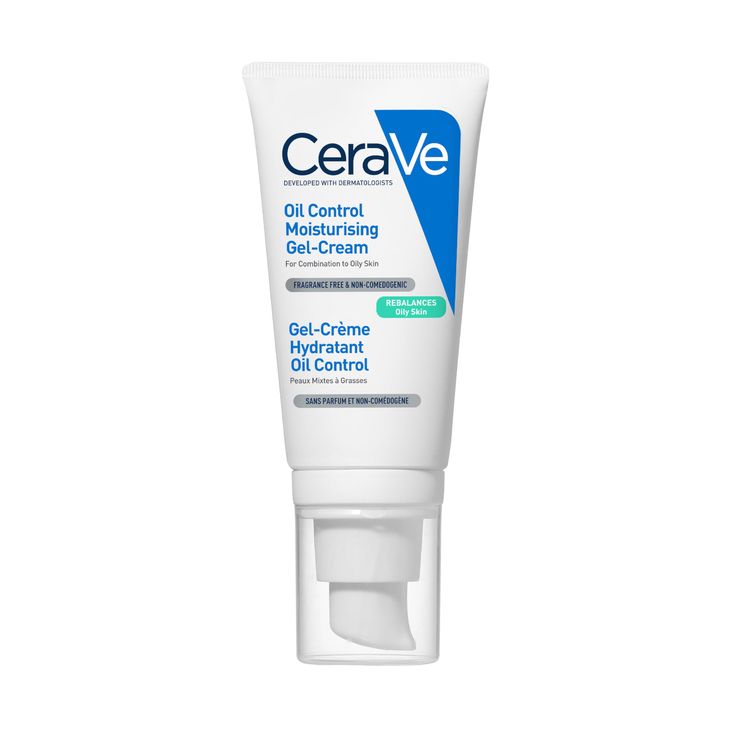 CeraVe
DEVELOPED WITH DERMATOLOGISTS
Oil Control
Moisturising
Gel-Cream
For Combination to Oily Skin
FRAGRANCE FREE & NON-COMEDOGENIC
REBALANCES
Oily Skin
Gel-Crème
Hydratant
Oil Control
Peaux Mixtes à Grasses
SANS PARFUM ET NON-COMÉDOGÈNE